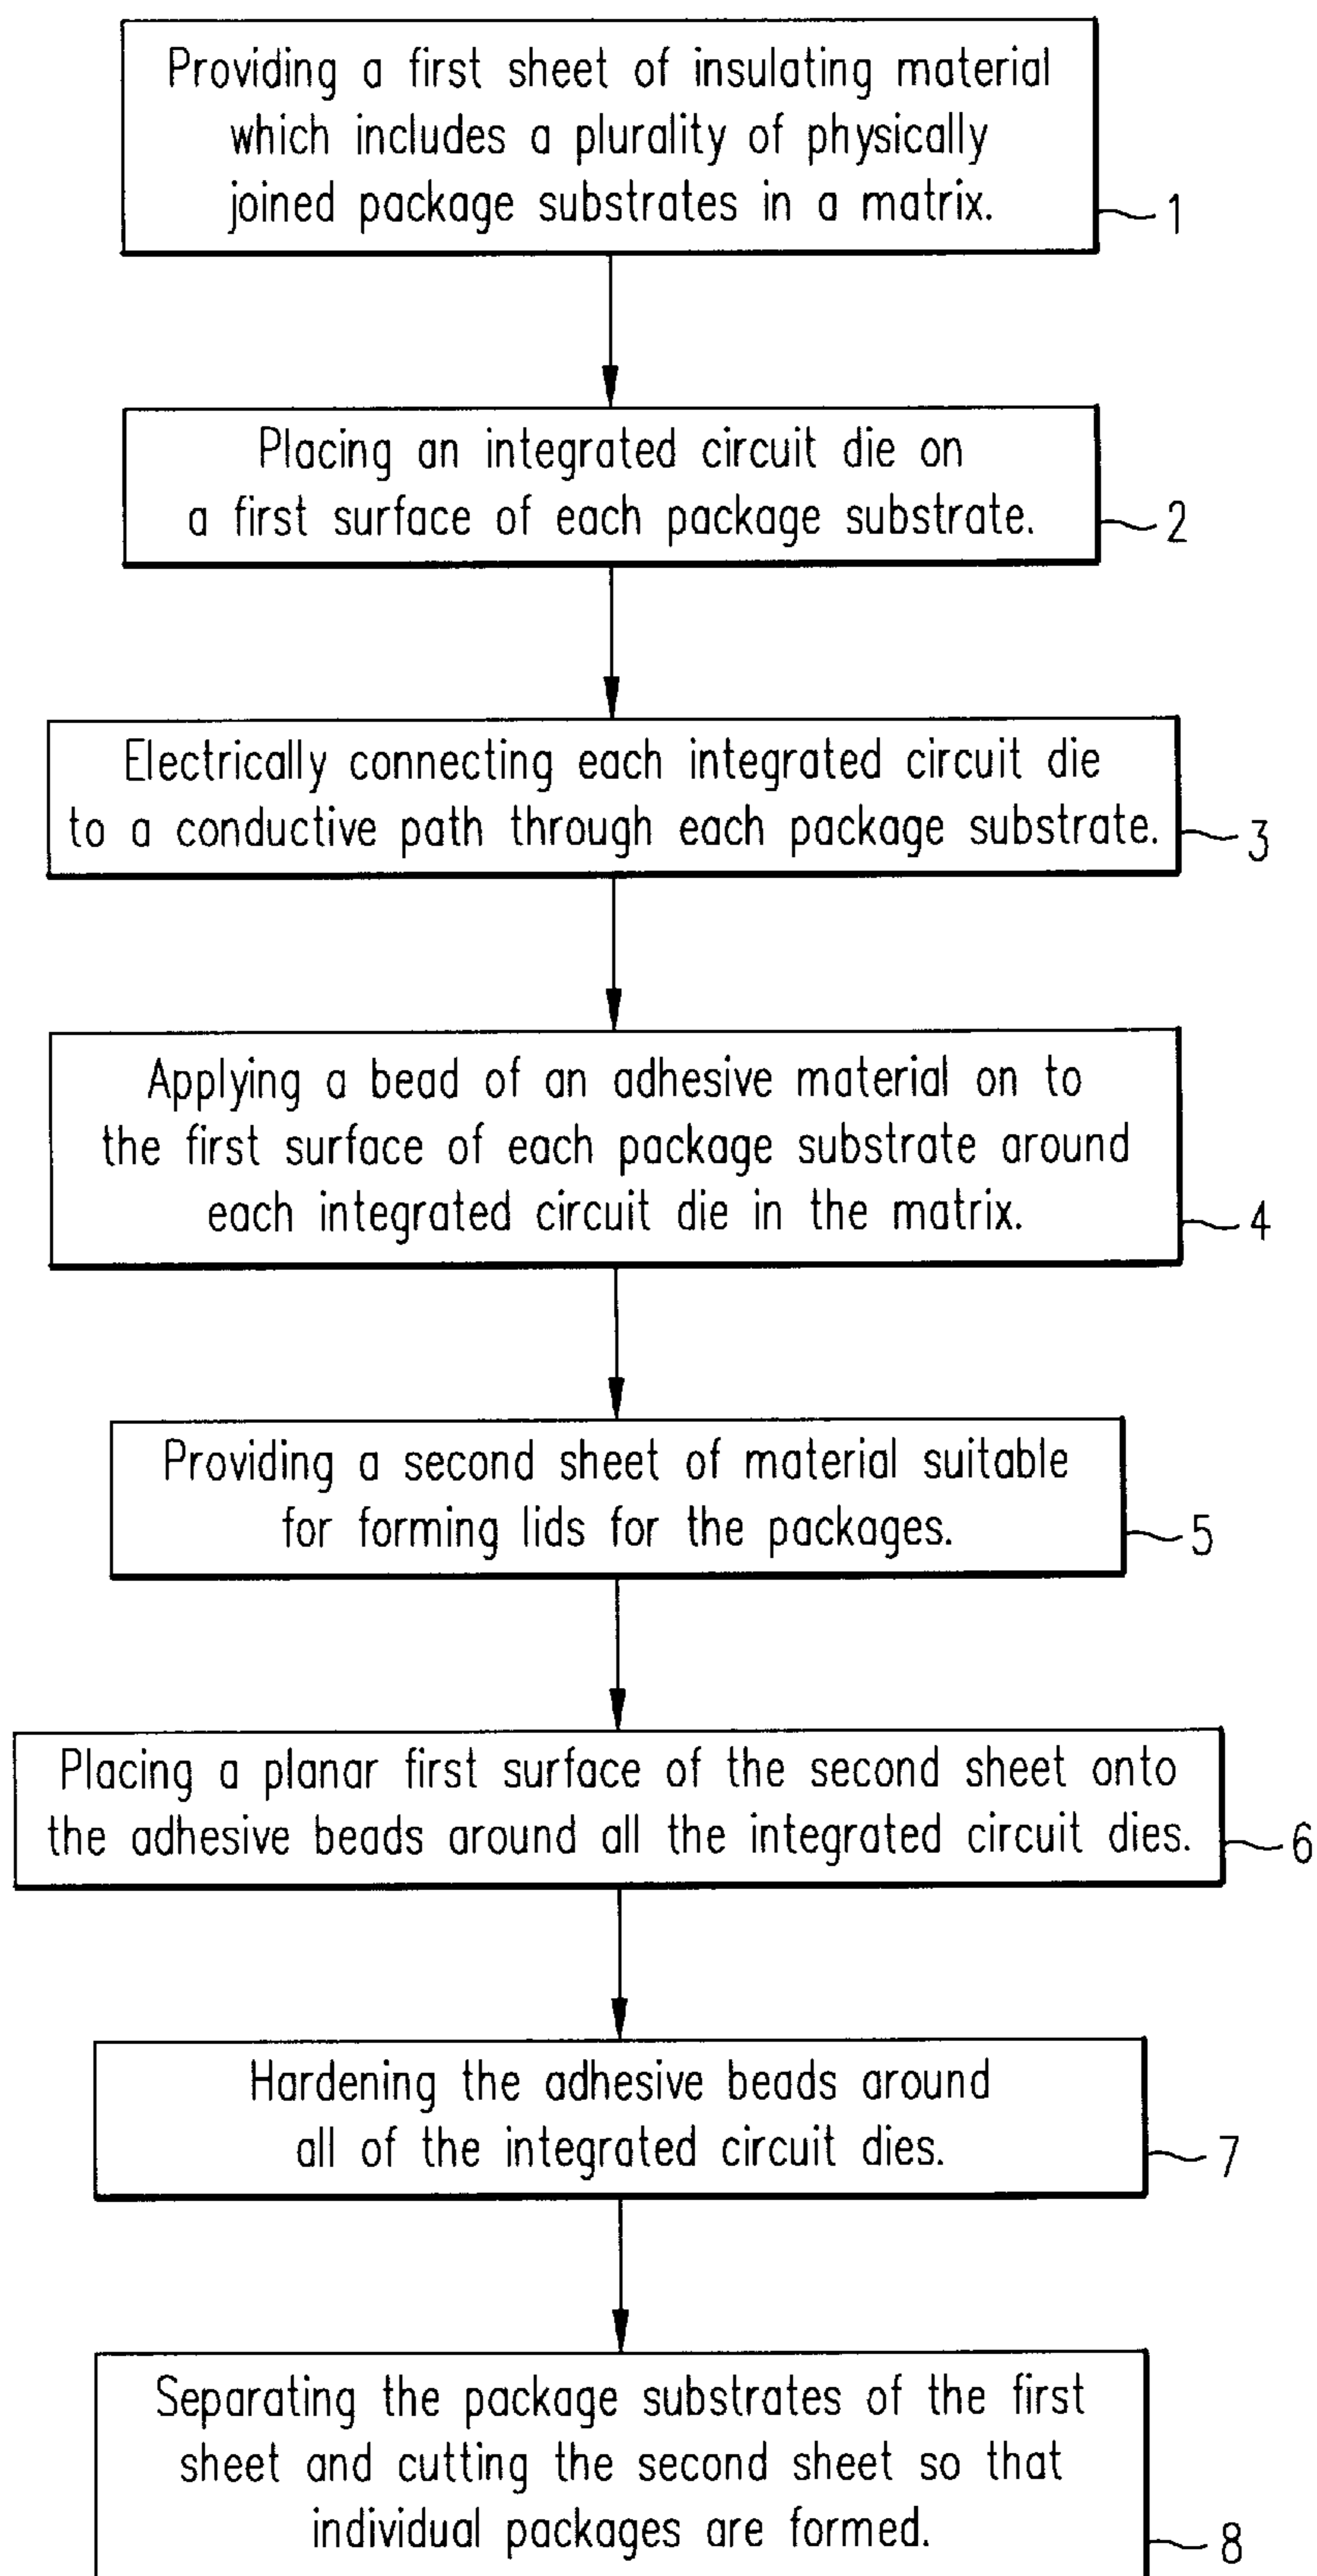 Providing a first sheet of insulating material
which includes a plurality of physically
joined package substrates in a matrix.
1
Placing an integrated circuit die on
a first surface of each package substrate.
2
Electrically connecting each integrated circuit die
to a conductive path through each package substrate.
3
Applying a bead of an adhesive material on to
the first surface of each package substrate around
each integrated circuit die in the matrix.
4
Providing a second sheet of material suitable
for forming lids for the packages.
5
Placing a planar first surface of the second sheet onto
the adhesive beads around all the integrated circuit dies.
6
Hardening the adhesive beads around
all of the integrated circuit dies.
7
Separating the package substrates of the first
sheet and cutting the second sheet so that
individual packages are formed.
8